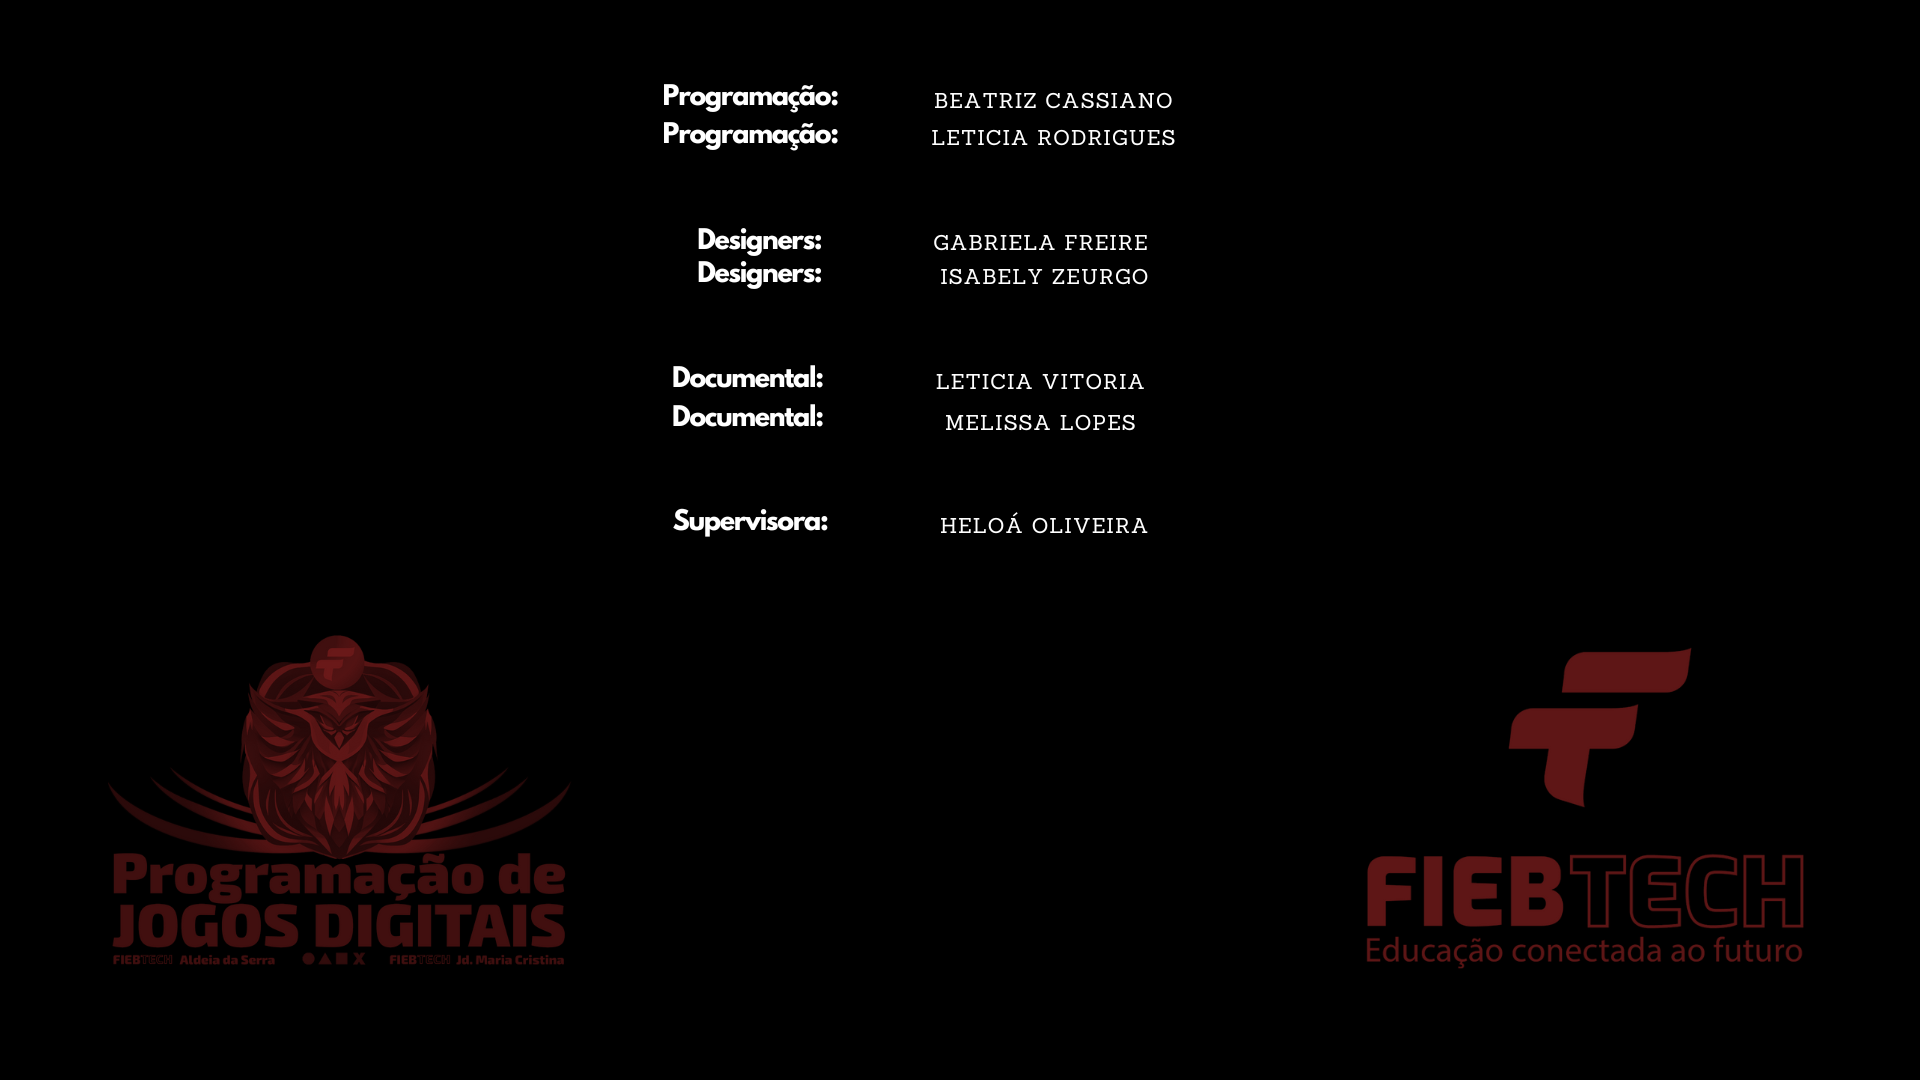 Programação: BEATRIZ CASSIANO
Programação: LETICIA RODRIGUES
Designers: GABRIELA FREIRE
Designers: ISABELY ZEURGO
Documental: LETICIA VITORIA
Documental: MELISSA LOPES
Supervisora: HELOÁ OLIVEIRA
Programação de
JOGOS DIGITAIS
FIEBTECH Aldeia da Serra FIEBTECH Jd. Maria Cristina
FIEBTECH
Educação conectada ao futuro